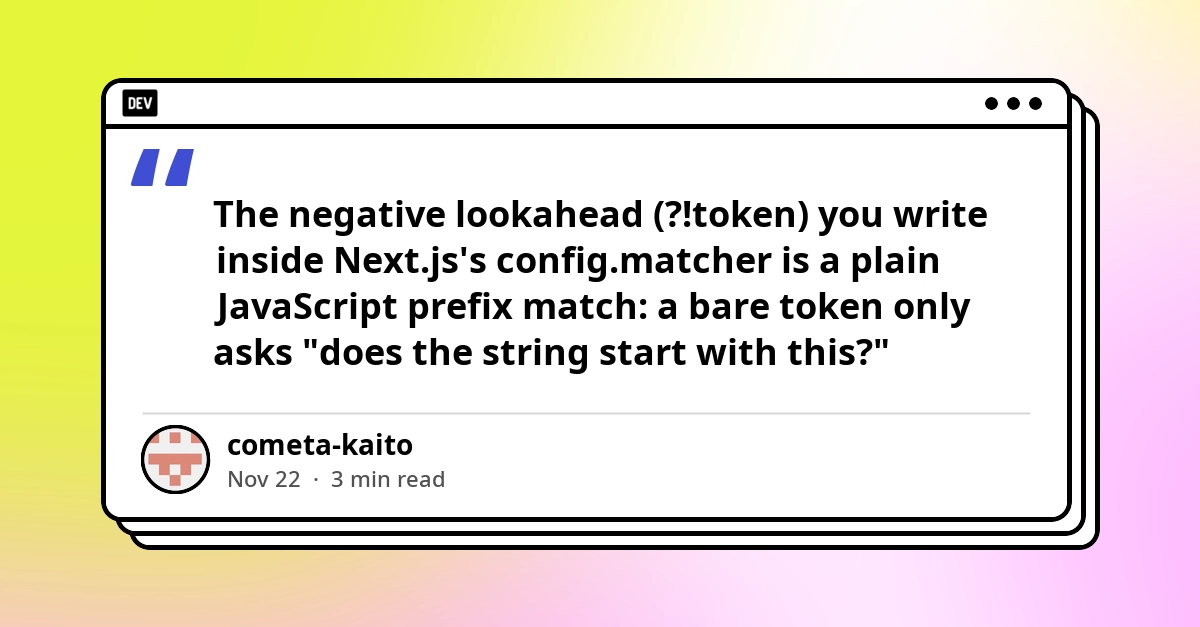 DEV
The negative lookahead (?!token) you write
inside Next.js's config.matcher is a plain
JavaScript prefix match: a bare token only
asks "does the string start with this?"
cometa-kaito
Nov 22 · 3 min read